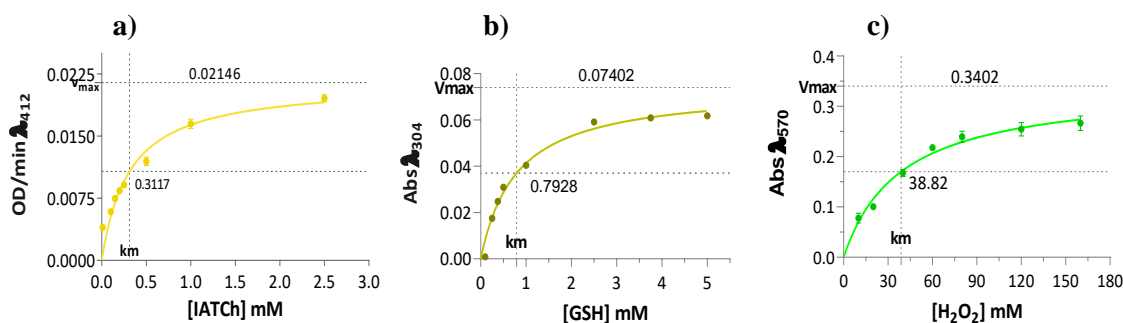 a)
OD/min λ412
0.0225
0.0150
0.0075
0.0000
Vmax
0.02146
0.3117
km
0.0 0.5 1.0 1.5 2.0 2.5 3.0
[IATCh] mM
b)
Abs λ304
0.08
0.06
0.04
0.02
0.00
Vmax
0.07402
0.7928
km
0 1 2 3 4 5
[GSH] mM
c)
Abs λ570
0.4
0.3
0.2
0.1
0.0
Vmax
0.3402
38.82
km
0 30 60 90 120 150 180
[H₂O₂] mM